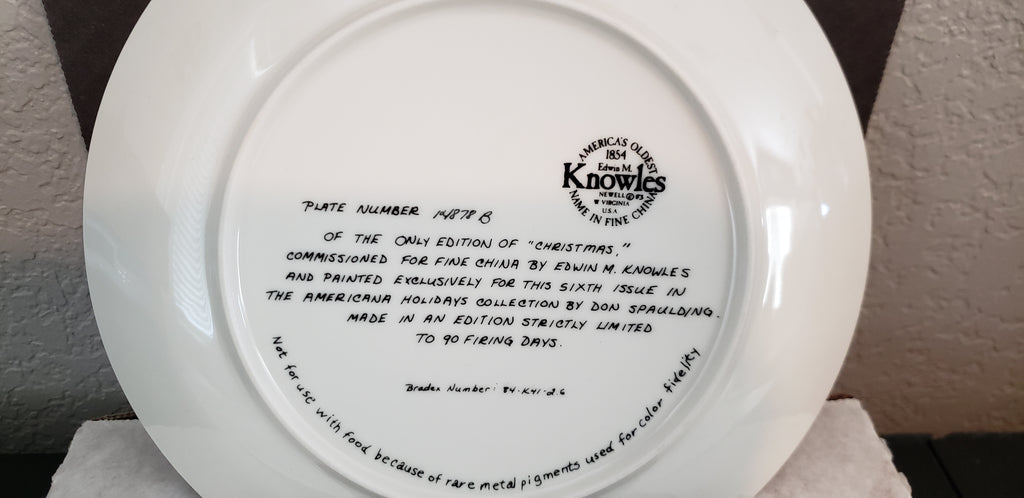 AMERICA'S OLDEST
1854
Edwin M.
Knowles
NEWELL
W VIRGINIA
U.S.A
NAME IN FINE CHINA
PLATE NUMBER 14878 B
OF THE ONLY EDITION OF "CHRISTMAS,"
COMMISSIONED FOR FINE CHINA BY EDWIN M. KNOWLES
AND PAINTED EXCLUSIVELY FOR THIS SIXTH ISSUE IN
THE AMERICANA HOLIDAYS COLLECTION BY DON SPAULDING.
MADE IN AN EDITION STRICTLY LIMITED
TO 90 FIRING DAYS.
Bradex Number: 84-K41-2.6
Not for use with food because of rare metal pigments used for color fidelity